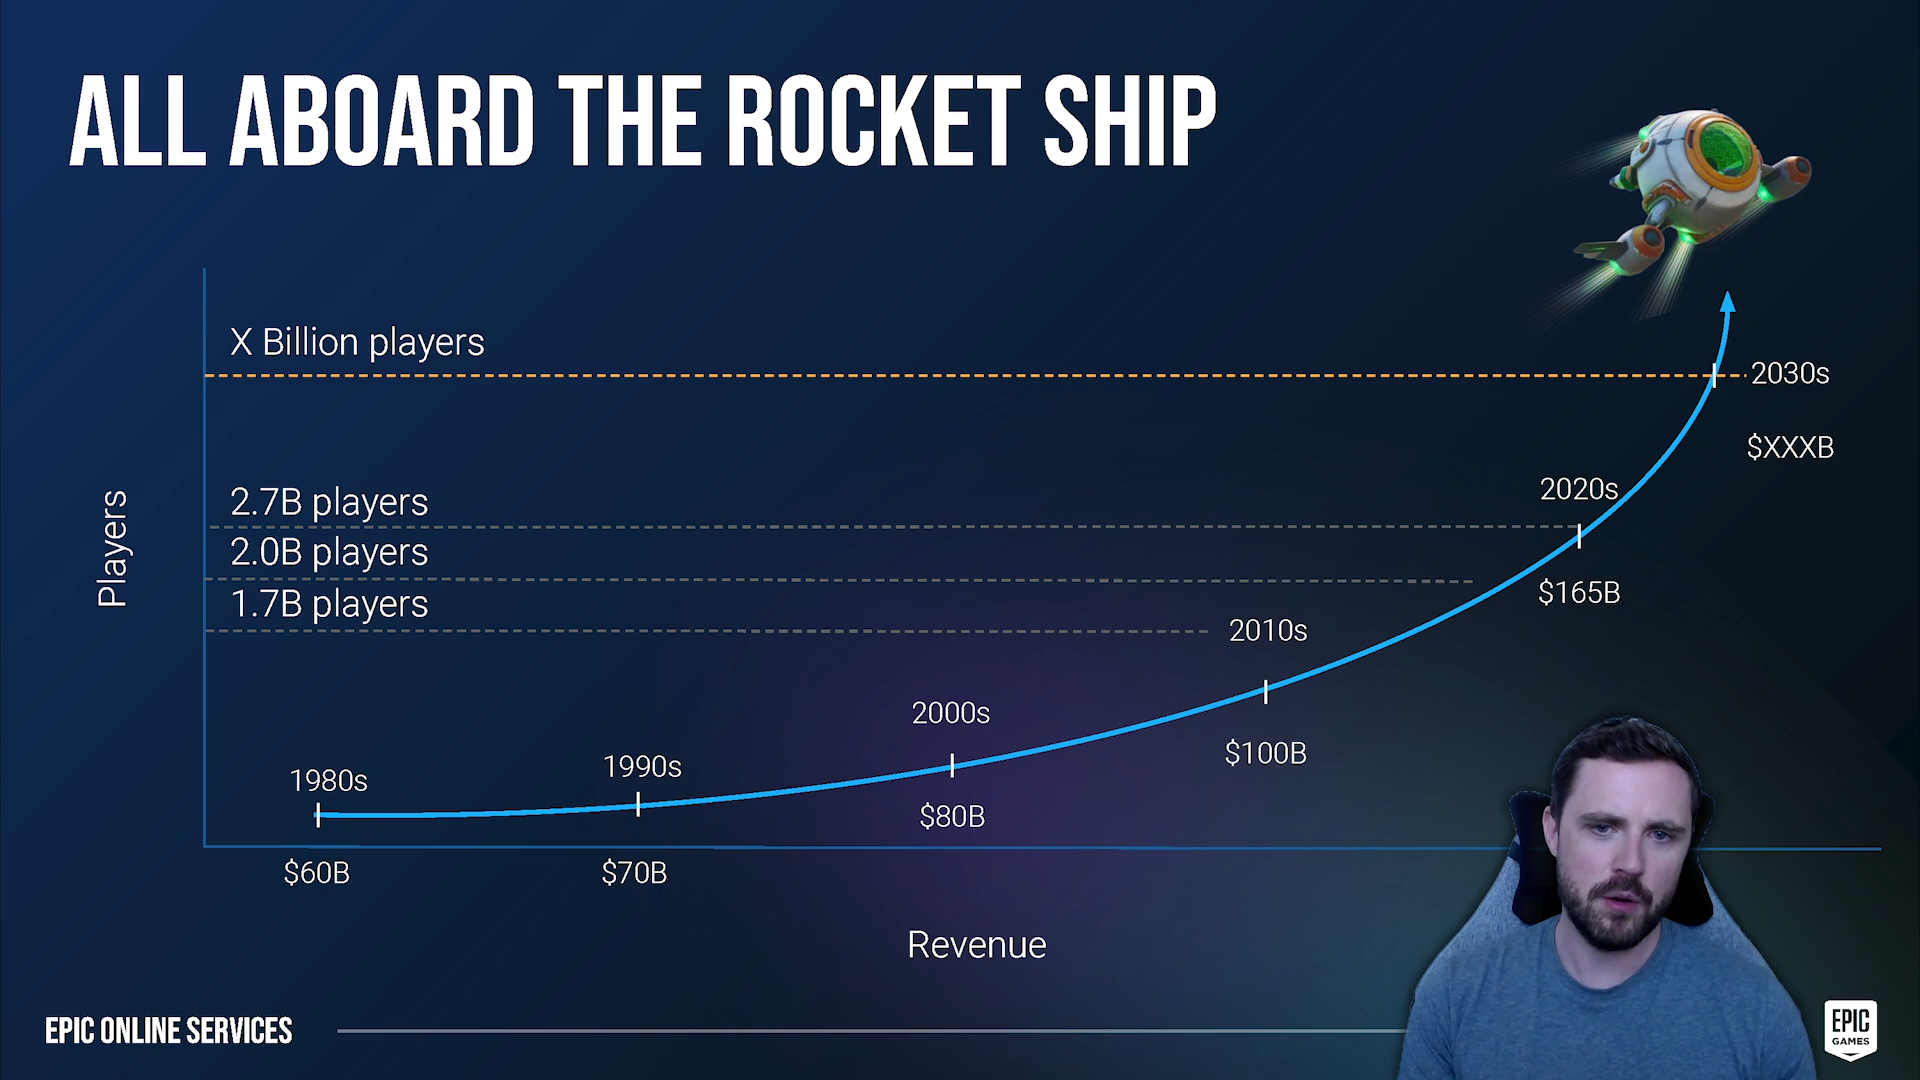 ALL ABOARD THE ROCKET SHIP
X Billion players
2030s
$XXXB
2.7B players
2020s
2.0B players
$165B
1.7B players
2010s
Players
2000s
$100B
1990s
1980s
$80B
$60B
$70B
Revenue
EPIC ONLINE SERVICES
EPIC
GAMES